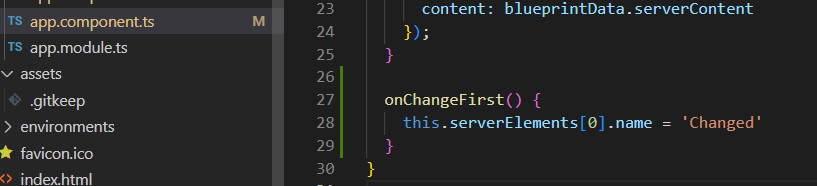 TS app.component.ts M
TS app.module.ts
assets
.gitkeep
environments
favicon.ico
index.html
23 content: blueprintData.serverContent
24 });
25 }
26
27 onChangeFirst() {
28 this.serverElements[0].name = 'Changed'
29 }
30 }